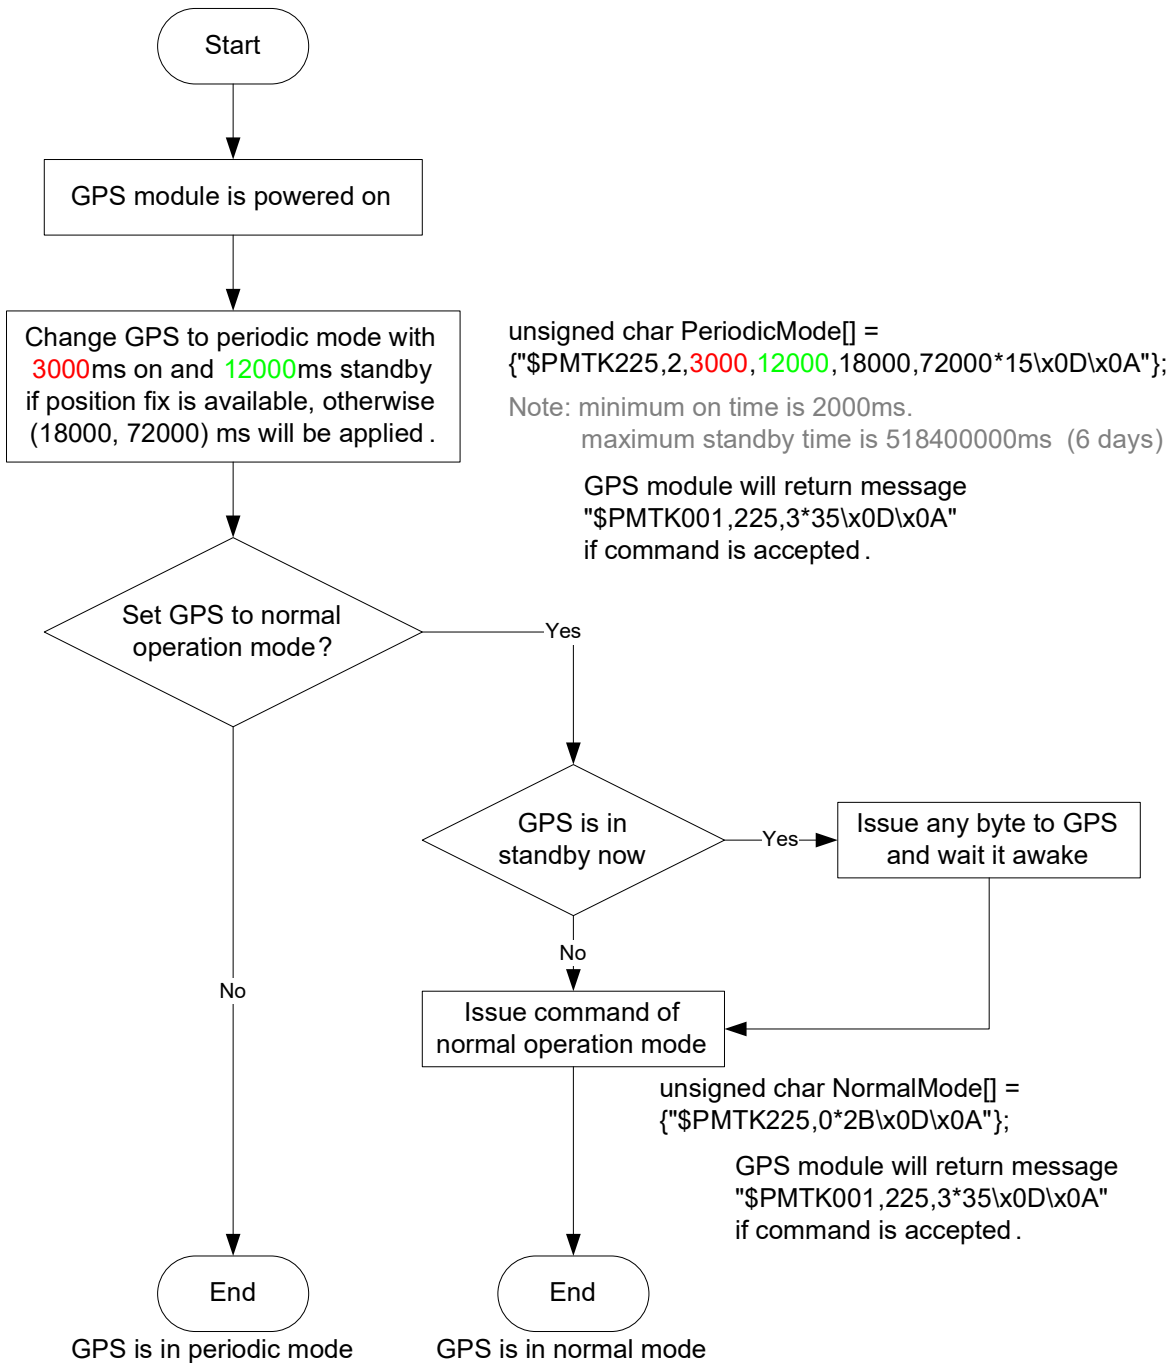 Start
GPS module is powered on
Change GPS to periodic mode with
3000ms on and 12000ms standby
if position fix is available, otherwise
(18000, 72000) ms will be applied.
unsigned char PeriodicMode[] =
{"$PMTK225,2,3000,12000,18000,72000*15\x0D\x0A"};
Note: minimum on time is 2000ms.
maximum standby time is 518400000ms (6 days)
GPS module will return message
"$PMTK001,225,3*35\x0D\x0A"
if command is accepted.
Set GPS to normal
operation mode?
Yes
GPS is in
standby now
Yes
Issue any byte to GPS
and wait it awake
No
No
Issue command of
normal operation mode
unsigned char NormalMode[] =
{"$PMTK225,0*2B\x0D\x0A"};
GPS module will return message
"$PMTK001,225,3*35\x0D\x0A"
if command is accepted.
End
GPS is in periodic mode
End
GPS is in normal mode